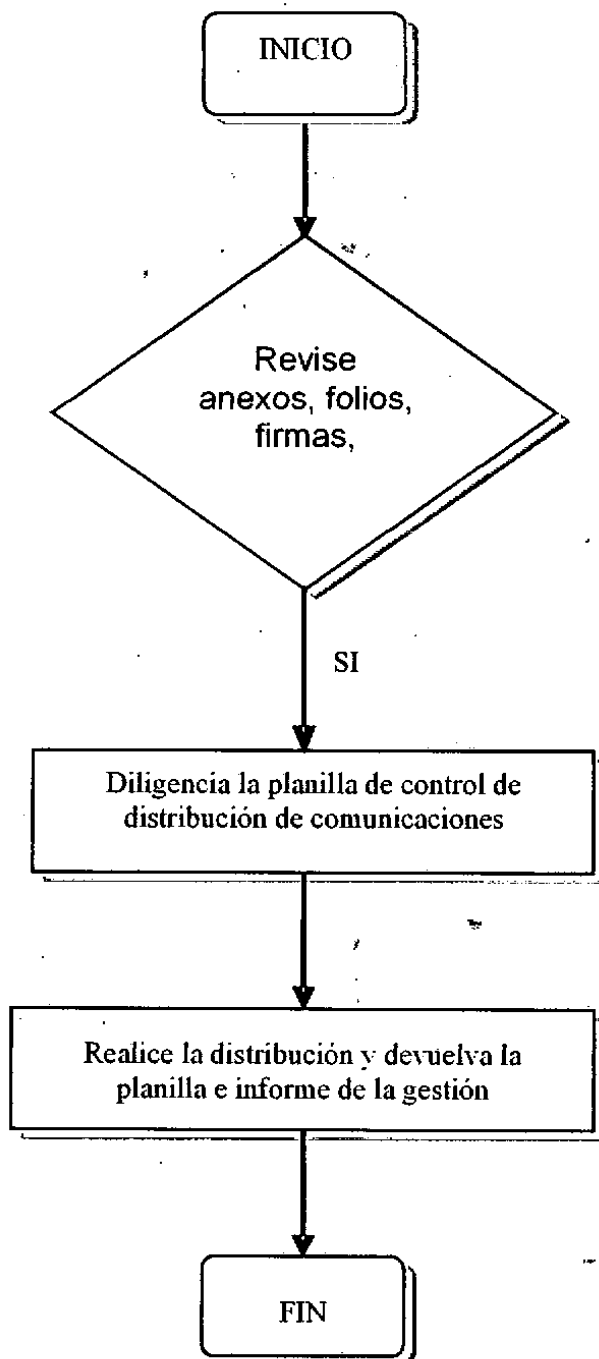 INICIO
Revise
anexos, folios,
firmas,
SI
Diligencia la planilla de control de
distribución de comunicaciones
Realice la distribución y devuelva la
planilla e informe de la gestión
FIN